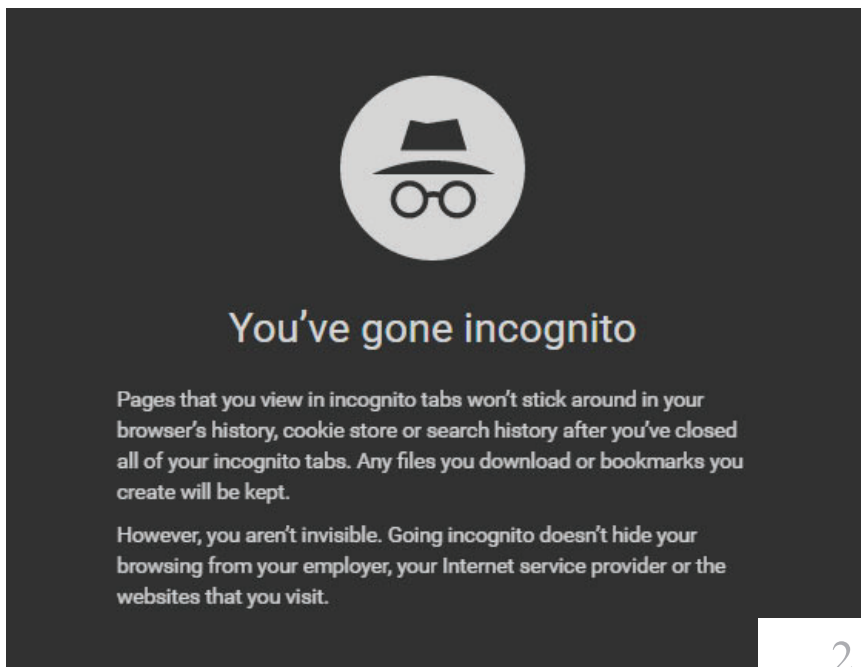 You've gone incognito
Pages that you view in incognito tabs won't stick around in your
browser's history, cookie store or search history after you've closed
all of your incognito tabs. Any files you download or bookmarks you
create will be kept.
However, you aren't invisible. Going incognito doesn't hide your
browsing from your employer, your Internet service provider or the
websites that you visit.
2